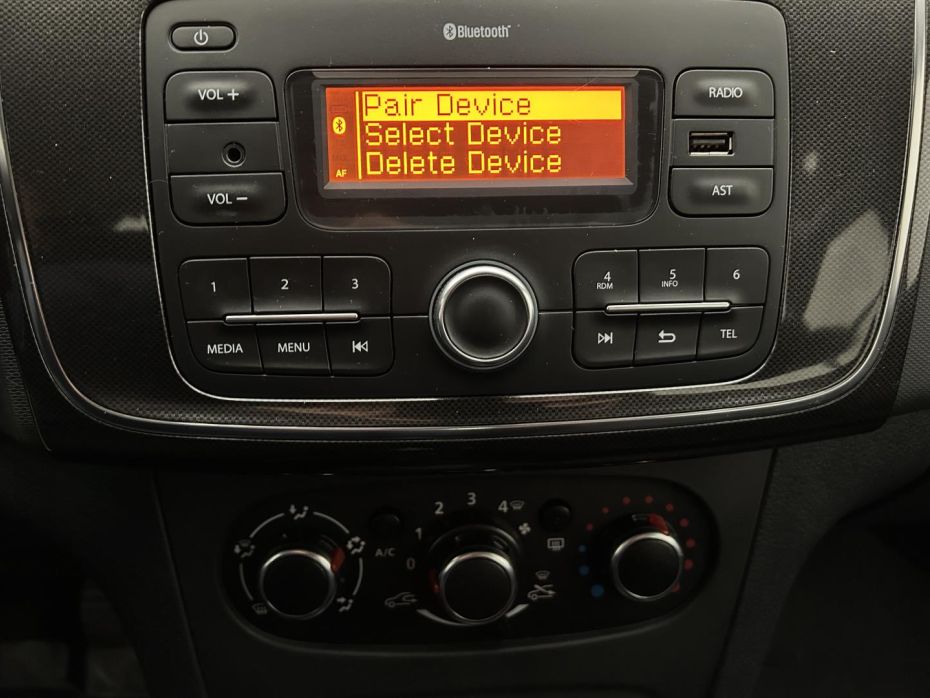 Bluetooth
VOL +
Pair Device
Select Device
Delete Device
AF
RADIO
VOL −
AST
1
2
3
4
RDM
5
INFO
6
MEDIA
MENU
TEL
0
1
2
3
4
A/C